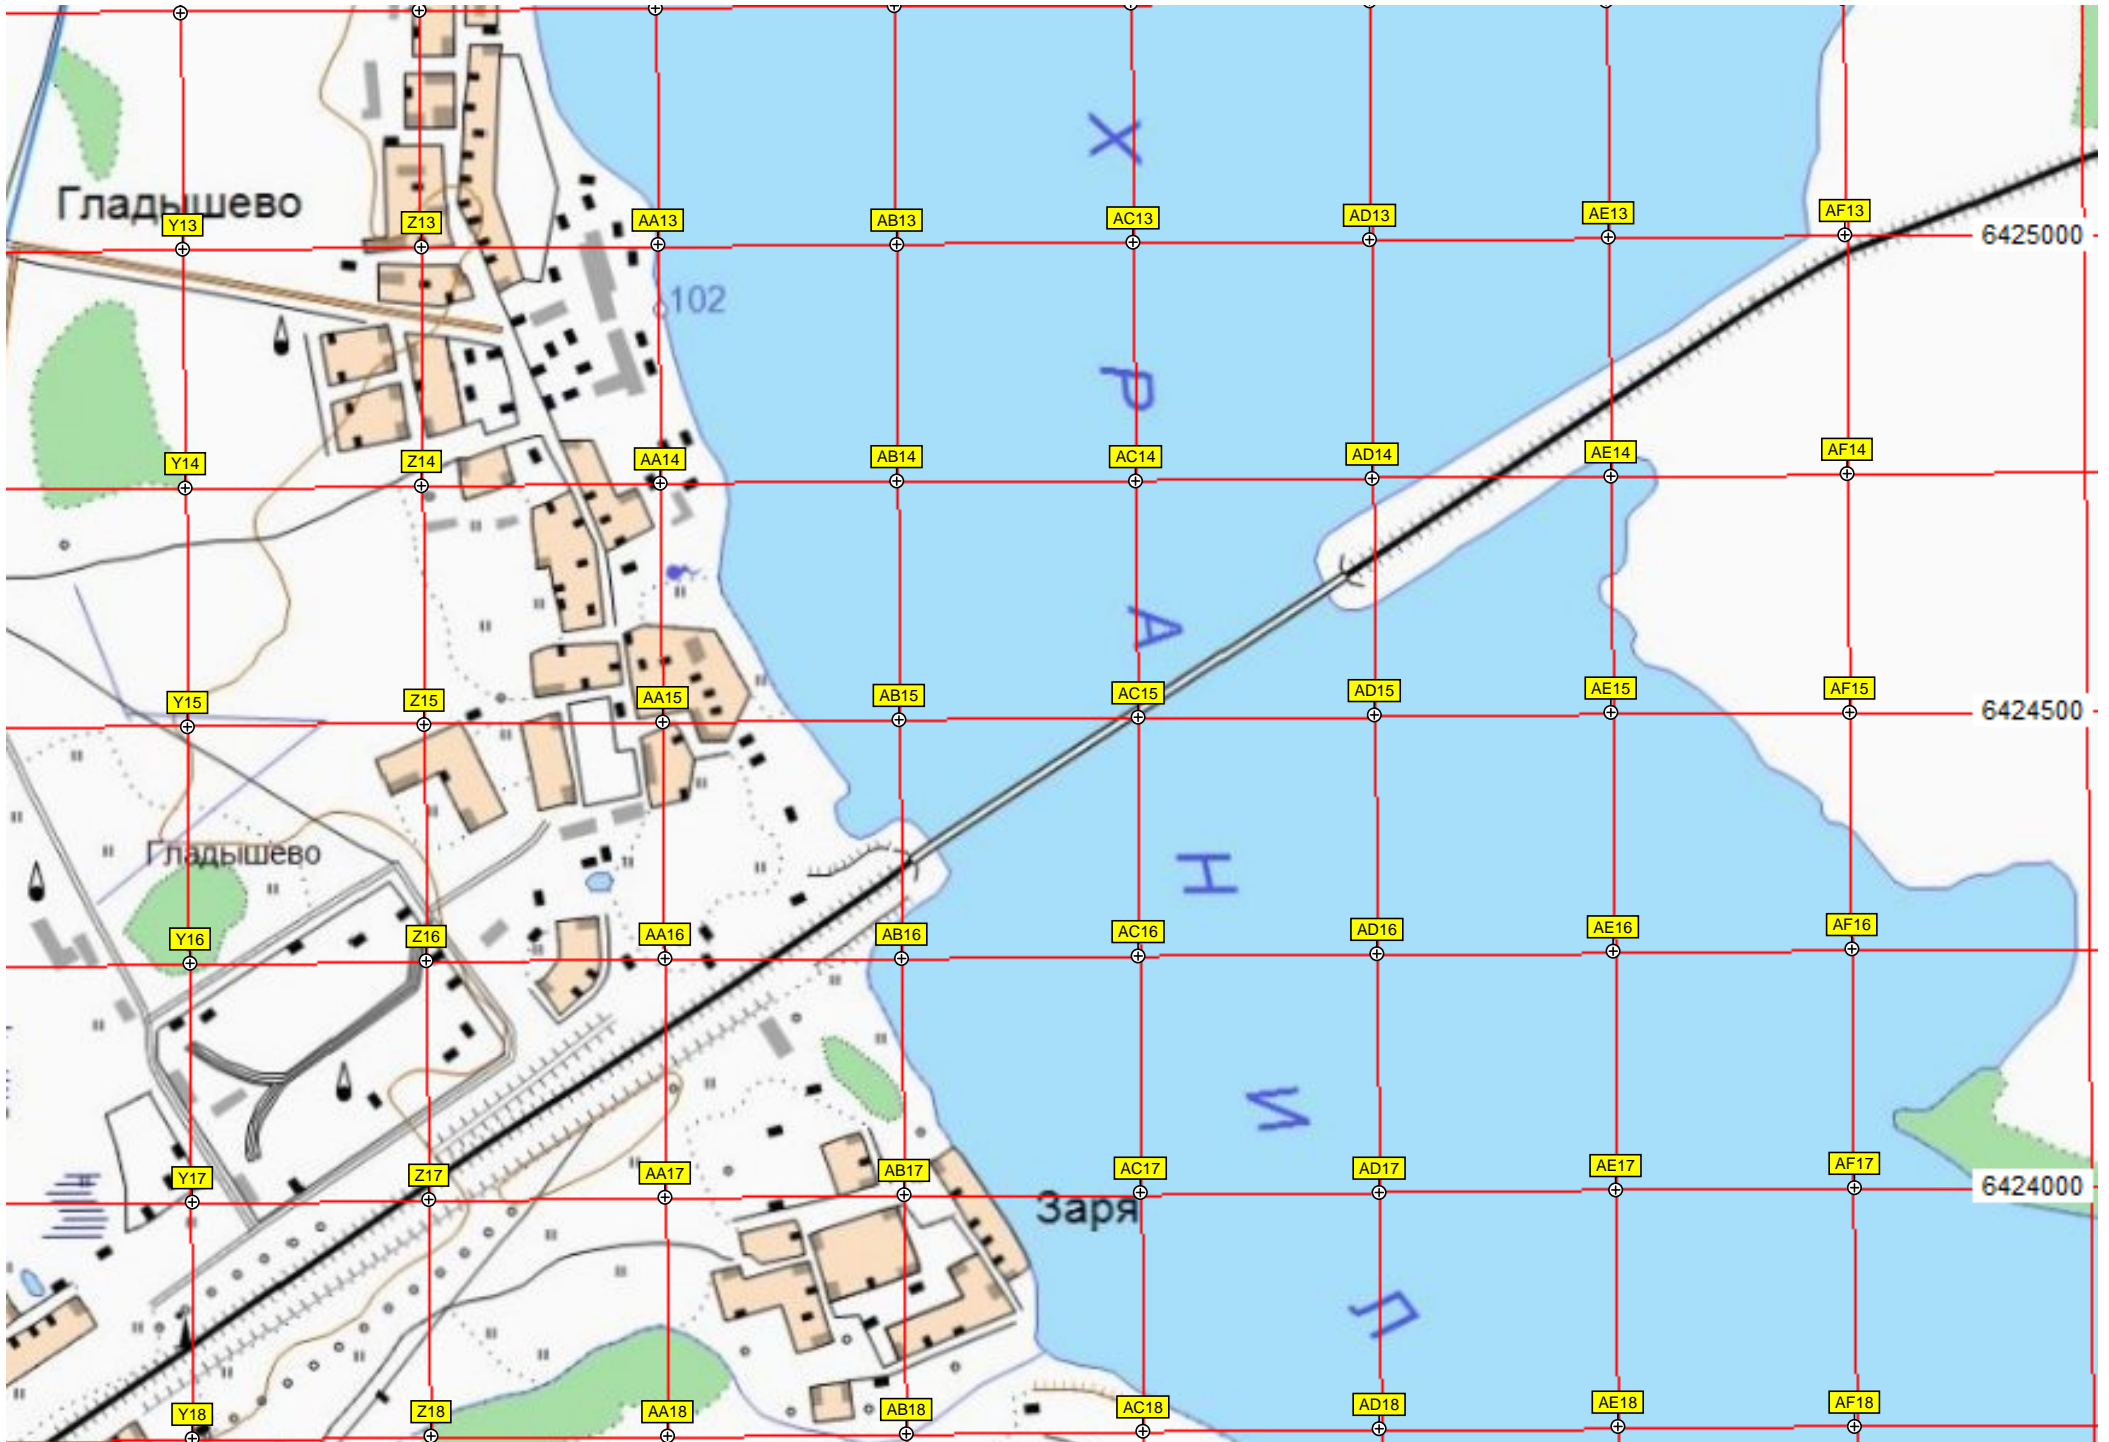 Х
Гладышево
Y13 Z13 AA13 AB13 AC13 AD13 AE13 AF13
6425000
102
Р
Y14 Z14 AA14 AB14 AC14 AD14 AE14 AF14
А
Y15 Z15 AA15 AB15 AC15 AD15 AE15 AF15
6424500
Гладышево
Н
Y16 Z16 AA16 AB16 AC16 AD16 AE16 AF16
И
Y17 Z17 AA17 AB17 AC17 AD17 AE17 AF17
6424000
Заря
Л
Y18 Z18 AA18 AB18 AC18 AD18 AE18 AF18